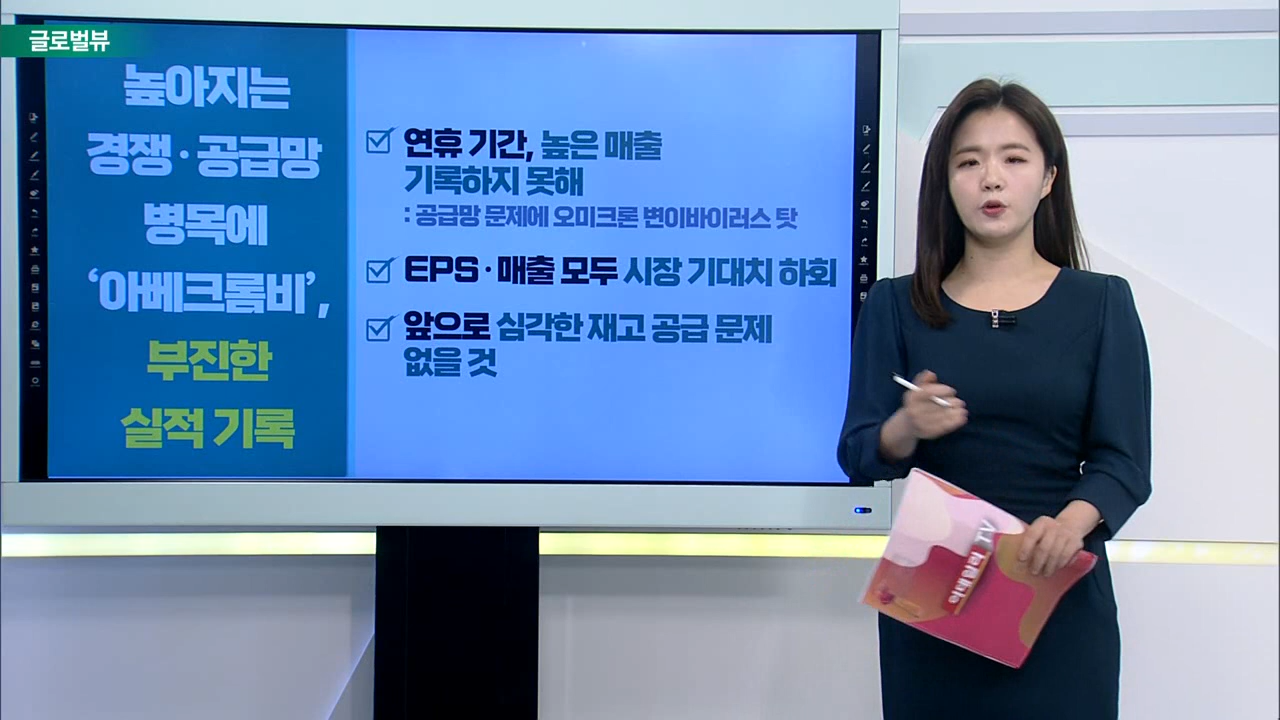 글로벌뷰
높아지는
경쟁·공급망
병목에
‘아베크롬비’,
부진한
실적 기록
연휴 기간, 높은 매출
기록하지 못해
: 공급망 문제에 오미크론 변이바이러스 탓
EPS·매출 모두 시장 기대치 하회
앞으로 심각한 재고 공급 문제
없을 것